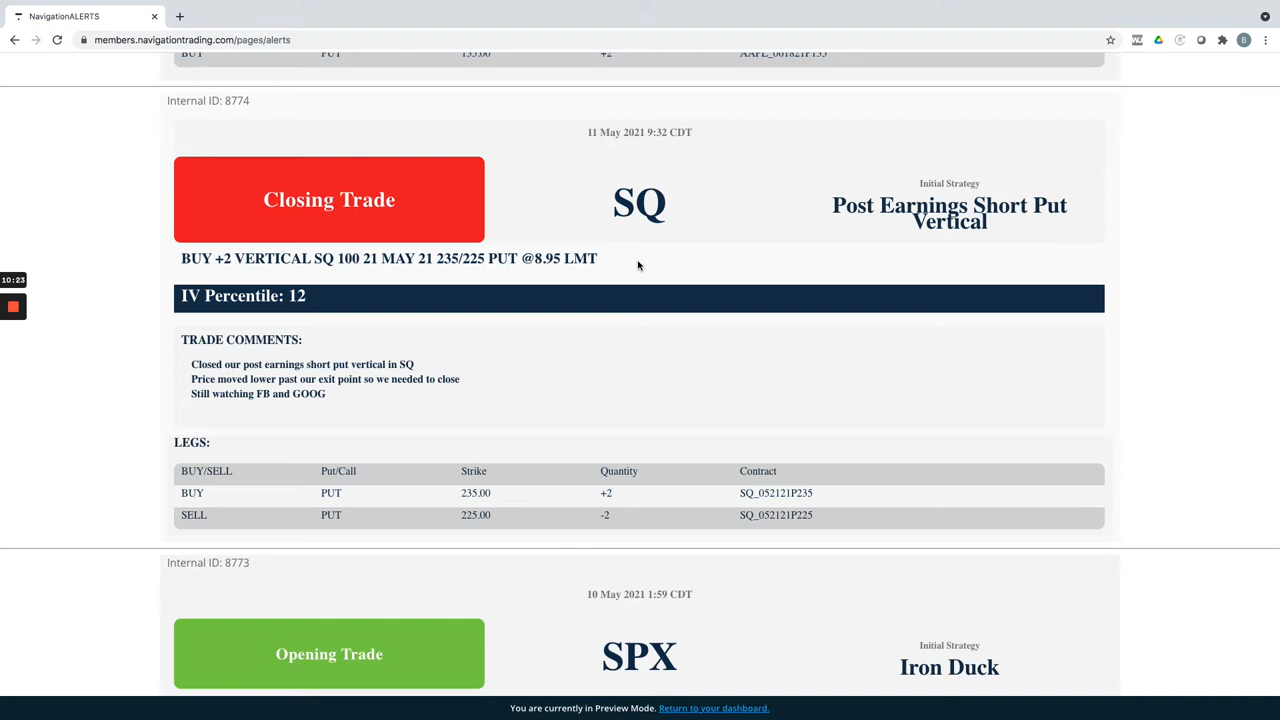 NavigationALERTS
members.navigationtrading.com/pages/alerts
B
BUY PUT 155.00 +2 AAPL_061821P155
Internal ID: 8774
11 May 2021 9:32 CDT
Closing Trade
SQ
Initial Strategy
Post Earnings Short Put
Vertical
BUY +2 VERTICAL SQ 100 21 MAY 21 235/225 PUT @8.95 LMT
10:23
IV Percentile: 12
TRADE COMMENTS:
Closed our post earnings short put vertical in SQ
Price moved lower past our exit point so we needed to close
Still watching FB and GOOG
LEGS:
BUY/SELL Put/Call Strike Quantity Contract
BUY PUT 235.00 +2 SQ_052121P235
SELL PUT 225.00 -2 SQ_052121P225
Internal ID: 8773
10 May 2021 1:59 CDT
Opening Trade
SPX
Initial Strategy
Iron Duck
You are currently in Preview Mode. Return to your dashboard.